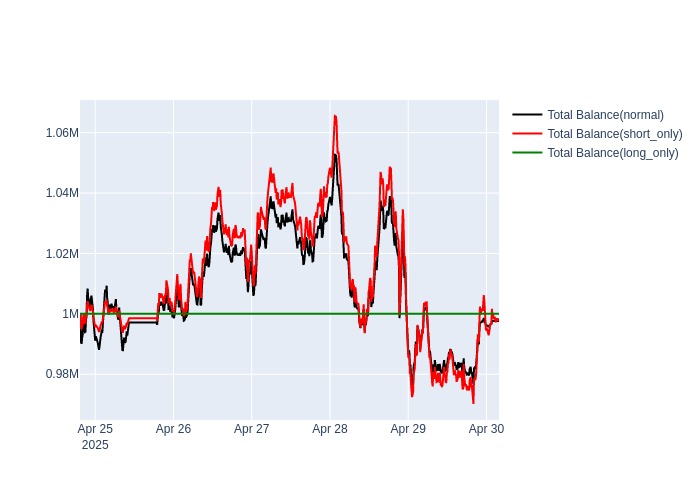 1.06M
1.04M
1.02M
1M
0.98M
Apr 25
2025
Apr 26
Apr 27
Apr 28
Apr 29
Apr 30
Total Balance(normal)
Total Balance(short_only)
Total Balance(long_only)